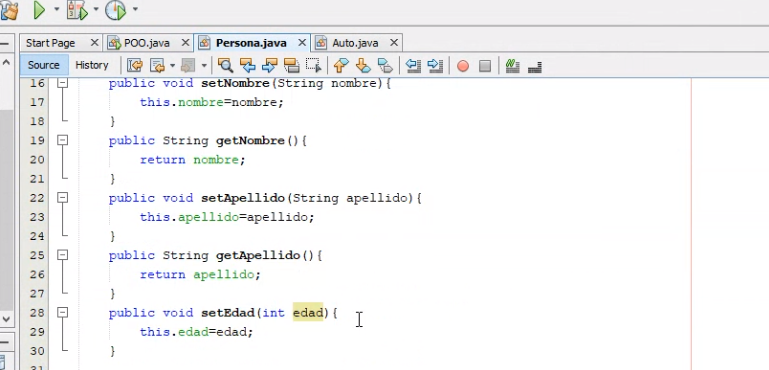 Start Page POO.java Persona.java Auto.java
Source History
16 public void setNombre(String nombre){
17 this.nombre=nombre;
18 }
19 public String getNombre(){
20 return nombre;
21 }
22 public void setApellido(String apellido){
23 this.apellido=apellido;
24 }
25 public String getApellido(){
26 return apellido;
27 }
28 public void setEdad(int edad){
29 this.edad=edad;
30 }
31